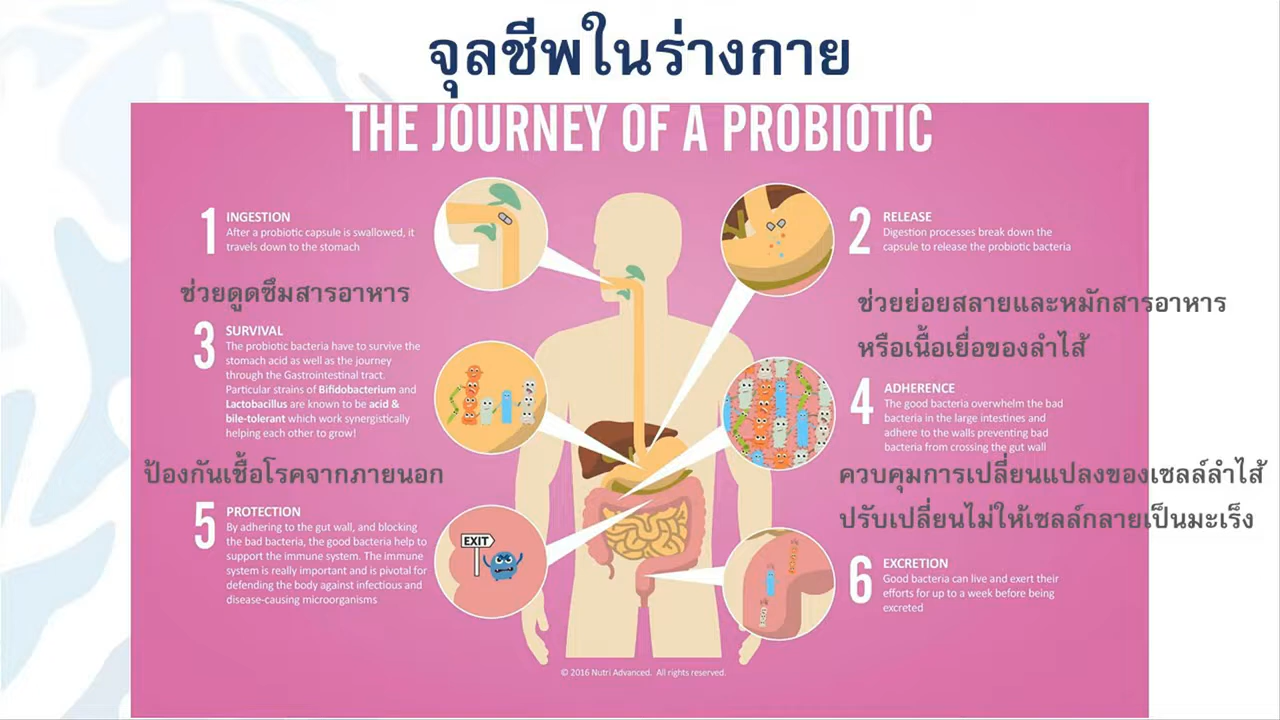 จุลชีพในร่างกาย
THE JOURNEY OF A PROBIOTIC
1
INGESTION
After a probiotic capsule is swallowed, it
travels down to the stomach
2
RELEASE
Digestion processes break down the
capsule to release the probiotic bacteria
ช่วยดูดซึมสารอาหาร
ช่วยย่อยสลายและหมักสารอาหาร
หรือเนื้อเยื่อของลำไส้
3
SURVIVAL
The probiotic bacteria have to survive the
stomach acid as well as the journey
through the Gastrointestinal tract.
Particular strains of Bifidobacterium and
Lactobacillus are known to be acid &
bile-tolerant which work synergistically
helping each other to grow!
4
ADHERENCE
The good bacteria overwhelm the bad
bacteria in the large intestines and
adhere to the walls preventing bad
bacteria from crossing the gut wall
ป้องกันเชื้อโรคจากภายนอก
ควบคุมการเปลี่ยนแปลงของเซลล์ลำไส้
ปรับเปลี่ยนไม่ให้เซลล์กลายเป็นมะเร็ง
5
PROTECTION
By adhering to the gut wall, and blocking
the bad bacteria, the good bacteria help to
support the immune system. The immune
system is really important and is pivotal for
defending the body against infectious and
disease-causing microorganisms
EXIT
6
EXCRETION
Good bacteria can live and exert their
efforts for up to a week before being
excreted
© 2016 Nutri Advanced. All rights reserved.